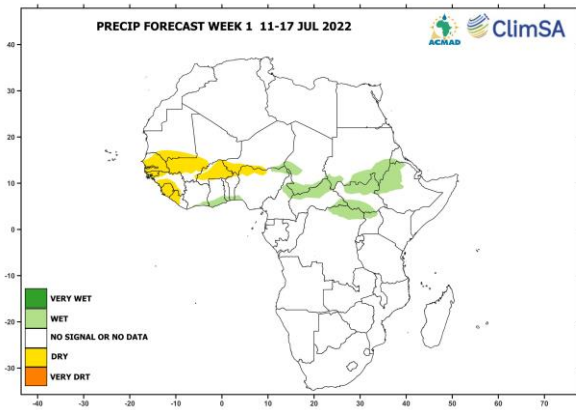 PRECIP FORECAST WEEK 1 11-17 JUL 2022
ACMAD
ClimSA
40
30
20
10
0
-10
-20
-30
VERY WET
WET
NO SIGNAL OR NO DATA
DRY
VERY DRT
-30 -20 -10 0 10 20 30 40 50 60 70